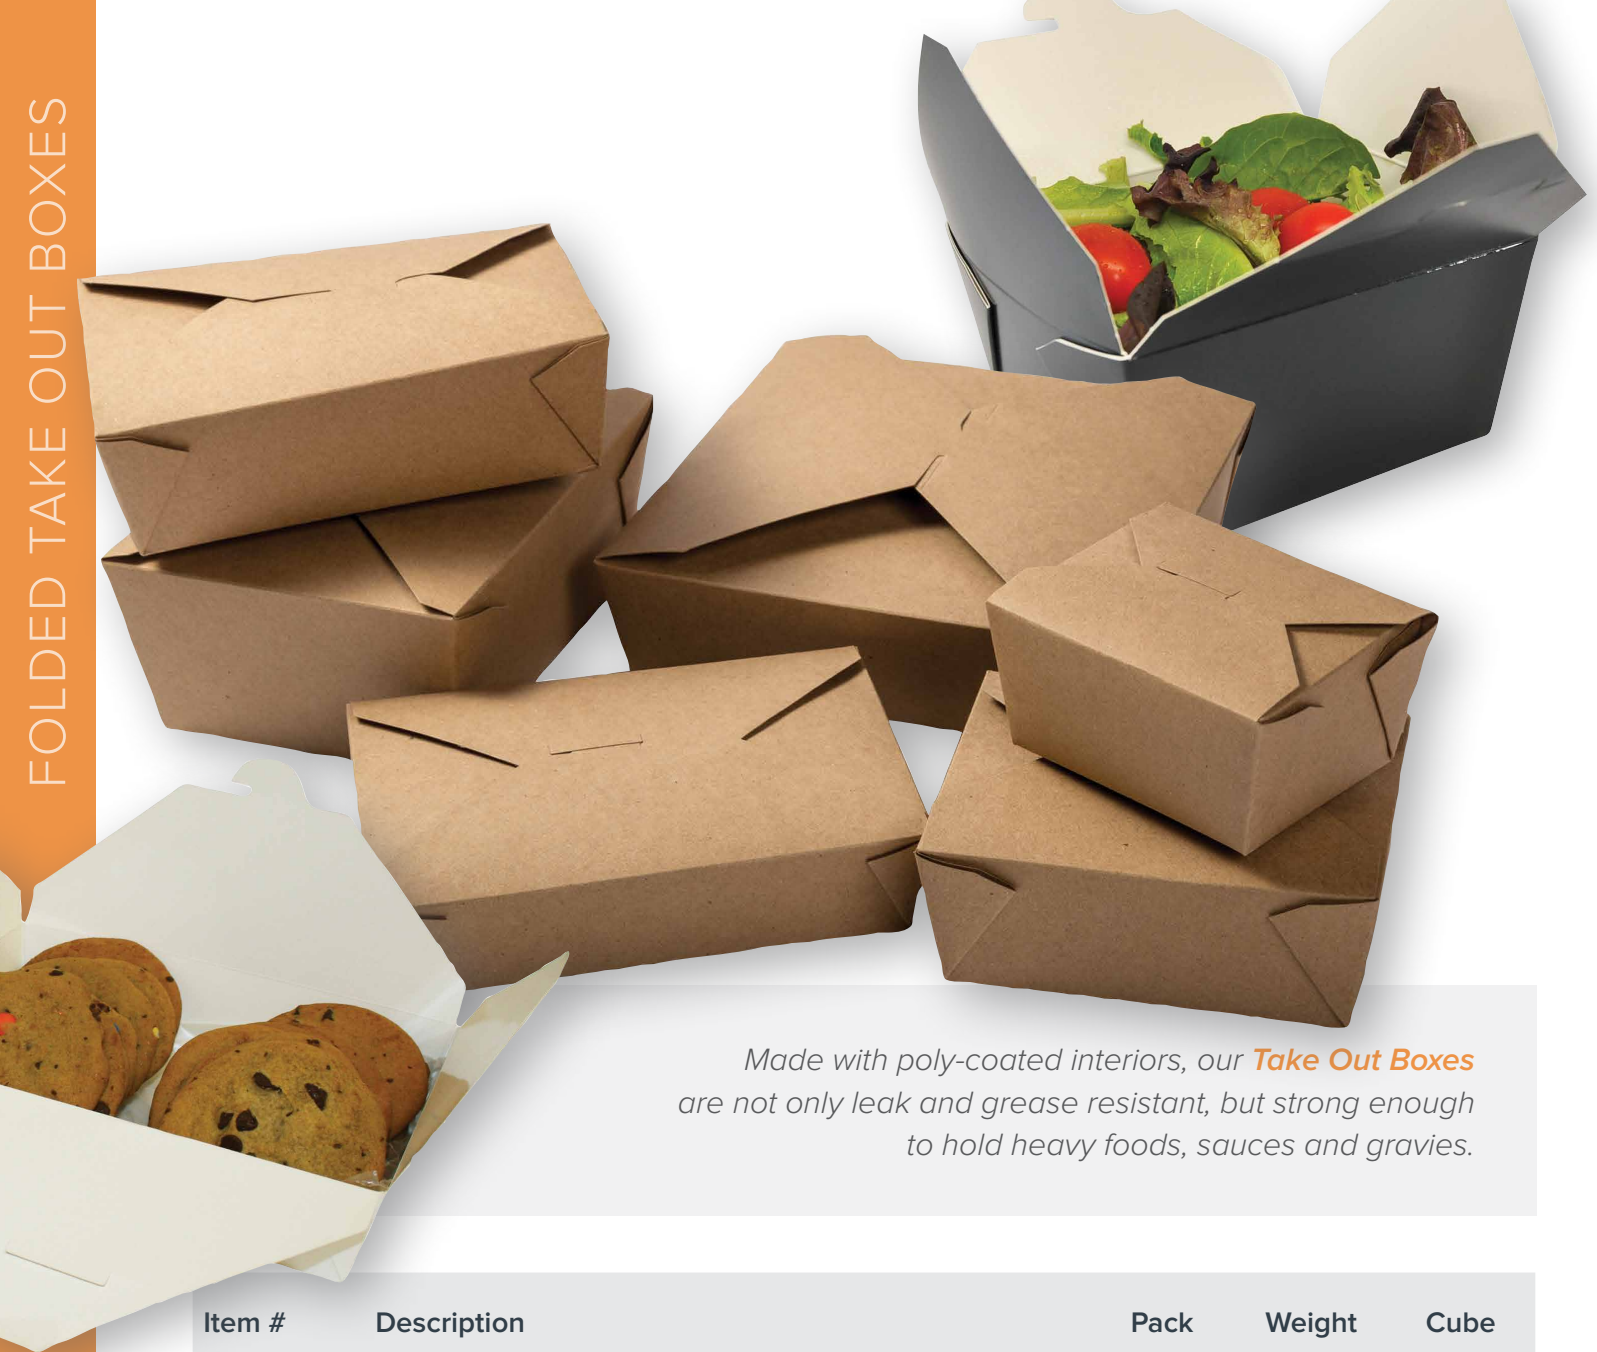 FOLDED TAKE OUT BOXES
Made with poly-coated interiors, our Take Out Boxes
are not only leak and grease resistant, but strong enough
to hold heavy foods, sauces and gravies.
Item # Description Pack Weight Cube